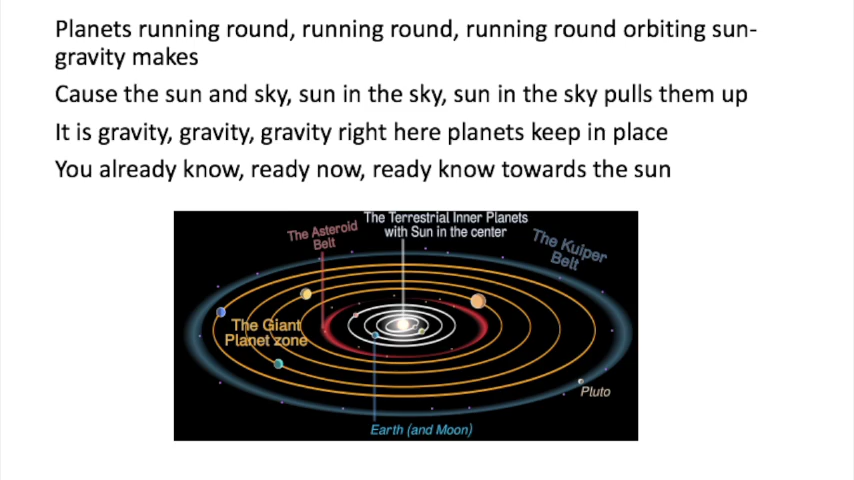 Planets running round, running round, running round orbiting sun-
gravity makes
Cause the sun and sky, sun in the sky, sun in the sky pulls them up
It is gravity, gravity, gravity right here planets keep in place
You already know, ready now, ready know towards the sun
The Terrestrial Inner Planets
with Sun in the center
The Asteroid
Belt
The Kuiper
Belt
The Giant
Planet zone
Pluto
Earth (and Moon)